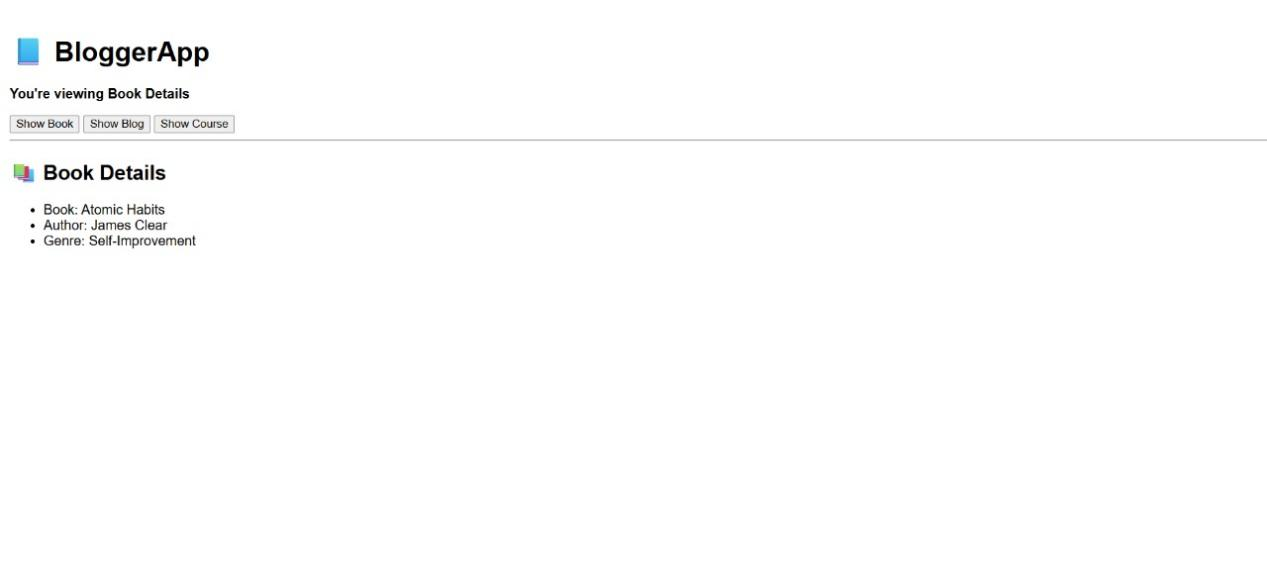 BloggerApp
You're viewing Book Details
Show Book Show Blog Show Course
Book Details
Book: Atomic Habits
Author: James Clear
Genre: Self-Improvement